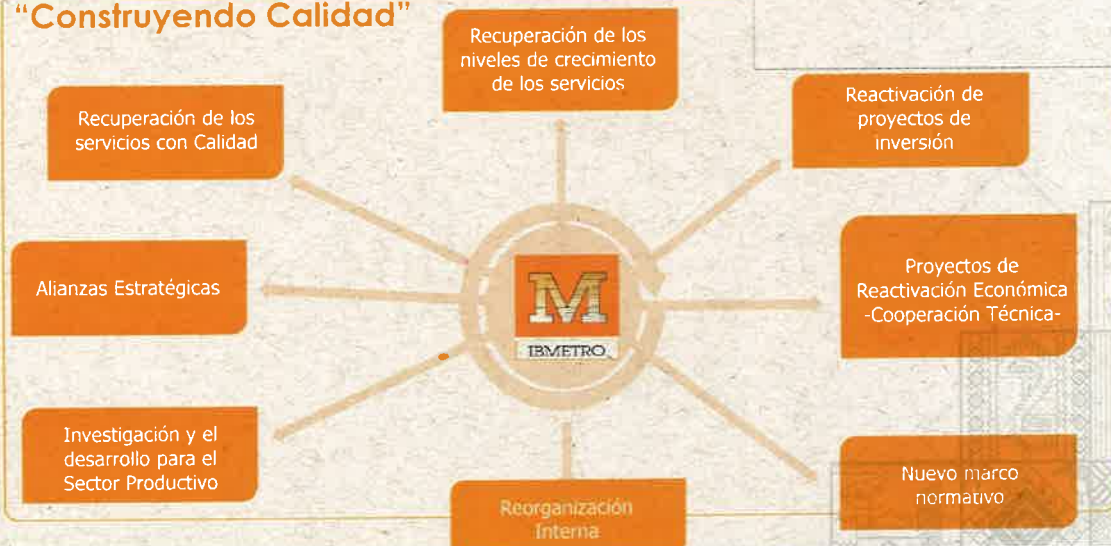 “Construyendo Calidad”
Recuperación de los
niveles de crecimiento
de los servicios
Reactivación de
proyectos de
inversión
Proyectos de
Reactivación Económica
-Cooperación Técnica-
Nuevo marco
normativo
Reorganización
Interna
Investigación y el
desarrollo para el
Sector Productivo
Alianzas Estratégicas
Recuperación de los
servicios con Calidad
M
IBMETRO